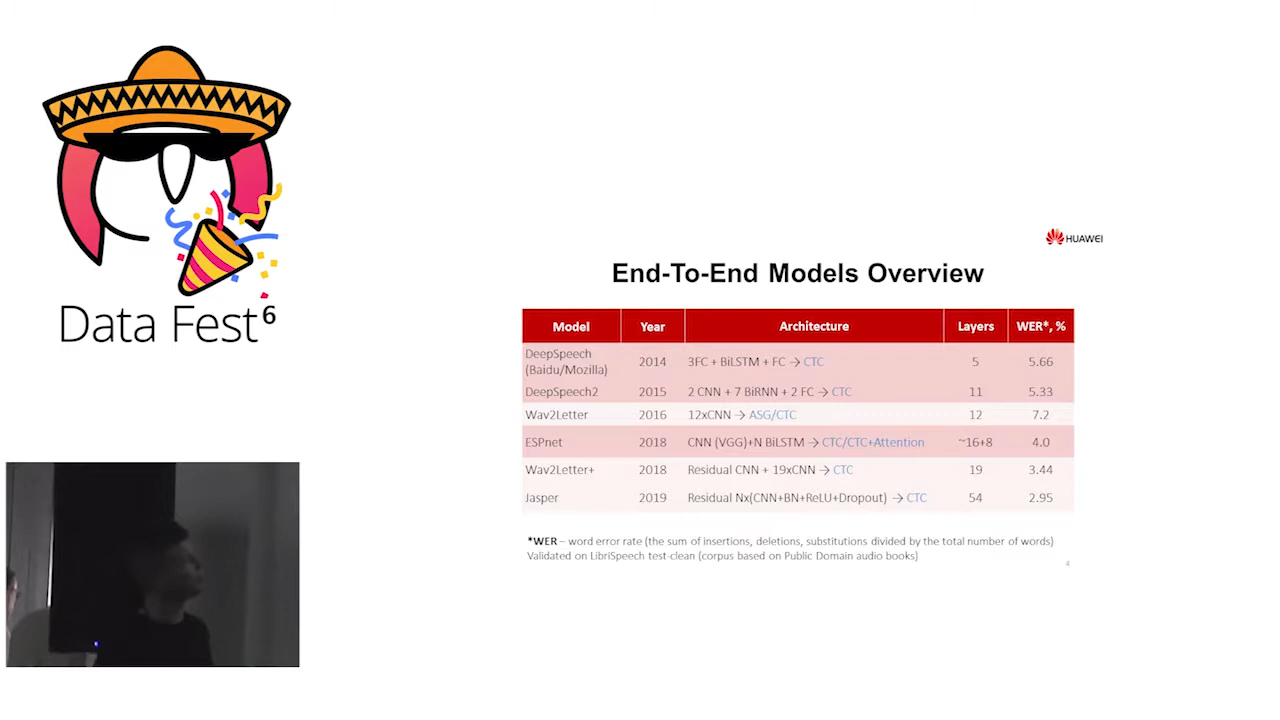 Data Fest⁶
HUAWEI
End-To-End Models Overview
Model Year Architecture Layers WER*, %
DeepSpeech
(Baidu/Mozilla) 2014 3FC + BiLSTM + FC → CTC 5 5.66
DeepSpeech2 2015 2 CNN + 7 BiRNN + 2 FC → CTC 11 5.33
Wav2Letter 2016 12xCNN → ASG/CTC 12 7.2
ESPnet 2018 CNN (VGG)+N BiLSTM → CTC/CTC+Attention ~16+8 4.0
Wav2Letter+ 2018 Residual CNN + 19xCNN → CTC 19 3.44
Jasper 2019 Residual Nx(CNN+BN+ReLU+Dropout) → CTC 54 2.95
*WER – word error rate (the sum of insertions, deletions, substitutions divided by the total number of words)
Validated on LibriSpeech test-clean (corpus based on Public Domain audio books)
4